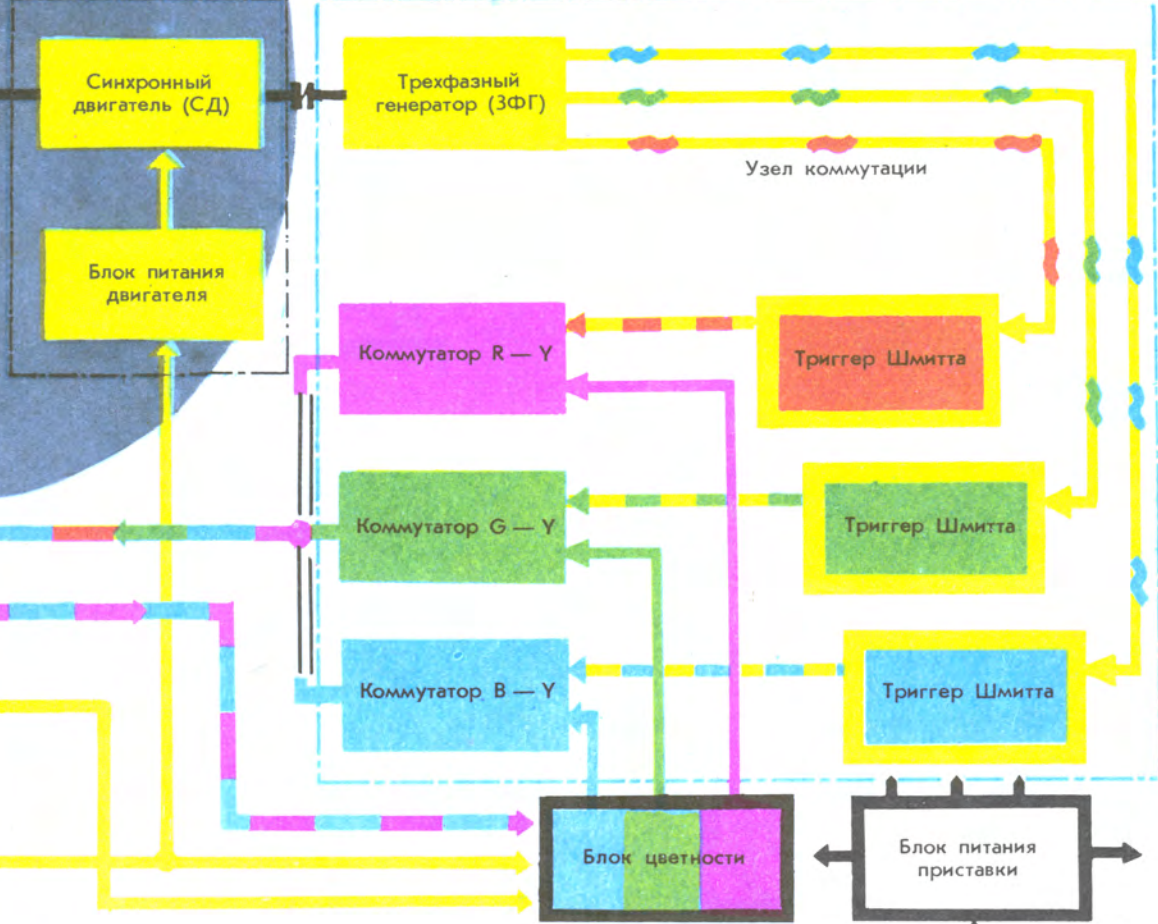 Синхронный
двигатель (СД)
Трехфазный
генератор (3ФГ)
Узел коммутации
Блок питания
двигателя
Коммутатор R — Y
Триггер Шмитта
Коммутатор G — Y
Триггер Шмитта
Коммутатор B — Y
Триггер Шмитта
Блок цветности
Блок питания
приставки